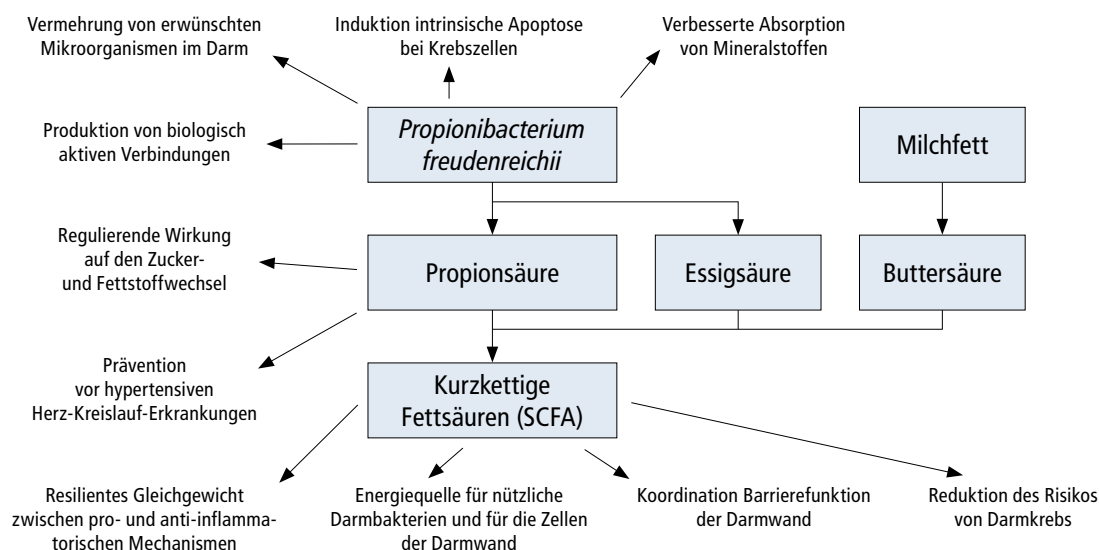 Vermehrung von erwünschten
Mikroorganismen im Darm
Induktion intrinsische Apoptose
bei Krebszellen
Verbesserte Absorption
von Mineralstoffen
Produktion von biologisch
aktiven Verbindungen
Propionibacterium
freudenreichii
Milchfett
Regulierende Wirkung
auf den Zucker-
und Fettstoffwechsel
Propionsäure
Essigsäure
Buttersäure
Prävention
vor hypertensiven
Herz-Kreislauf-Erkrankungen
Kurzkettige
Fettsäuren (SCFA)
Resilientes Gleichgewicht
zwischen pro- und anti-inflamma-
torischen Mechanismen
Energiequelle für nützliche
Darmbakterien und für die Zellen
der Darmwand
Koordination Barrierefunktion
der Darmwand
Reduktion des Risikos
von Darmkrebs